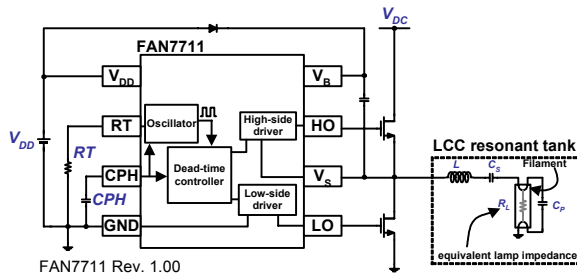 V_DC
FAN7711
V_DD
V_B
RT
Oscillator
High-side
driver
HO
V_DD
RT
Dead-time
controller
CPH
V_S
CPH
Low-side
driver
GND
LO
LCC resonant tank
Filament
L
C_S
R_L
C_P
equivalent lamp impedance
FAN7711 Rev. 1.00